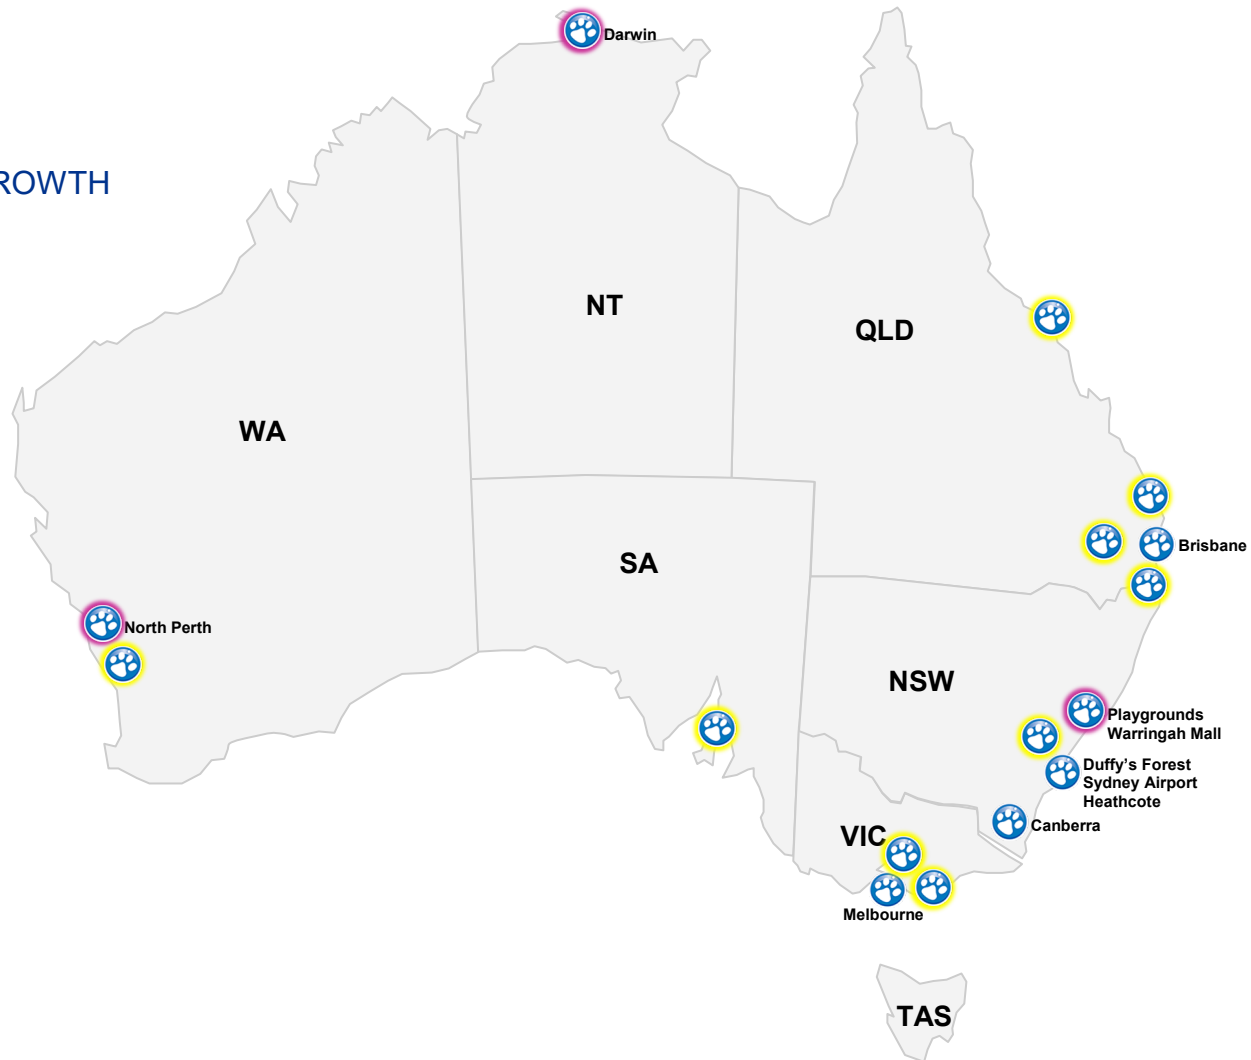 Darwin
ROWTH
NT
QLD
WA
Brisbane
SA
North Perth
NSW
Playgrounds
Warringah Mall
Duffy's Forest
Sydney Airport
Heathcote
Canberra
VIC
Melbourne
TAS